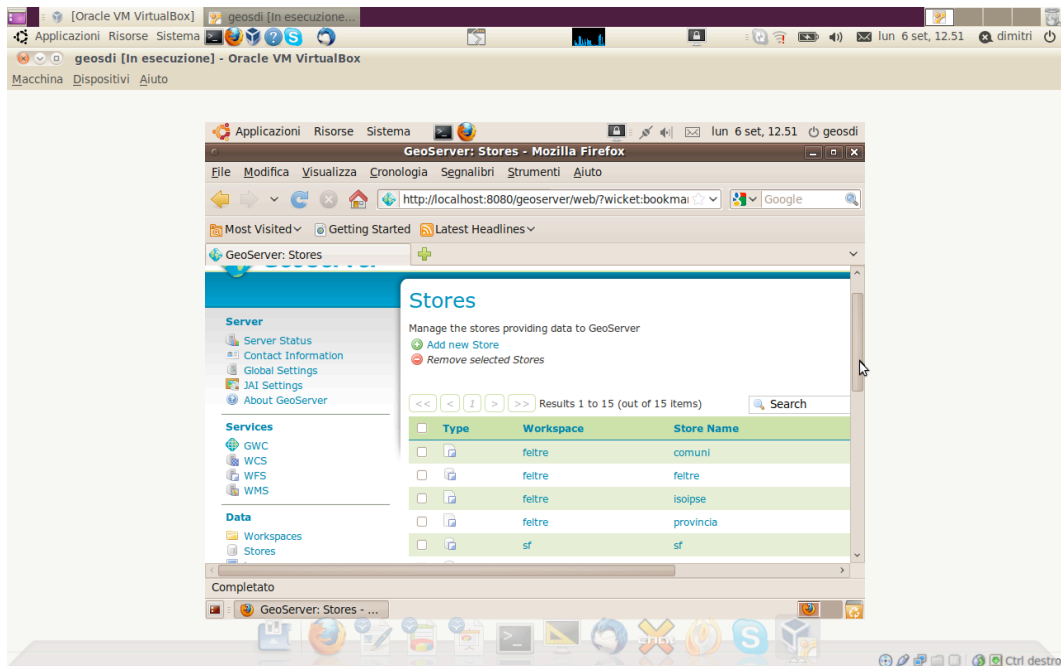 [Oracle VM VirtualBox] geosdi [In esecuzione...
Applicazioni Risorse Sistema lun 6 set, 12.51 dimitri
geosdi [In esecuzione] - Oracle VM VirtualBox
Macchina Dispositivi Aiuto
Applicazioni Risorse Sistema lun 6 set, 12.51 geosdi
GeoServer: Stores - Mozilla Firefox
File Modifica Visualizza Cronologia Segnalibri Strumenti Aiuto
http://localhost:8080/geoserver/web/?wicket:bookmar Google
Most Visited Getting Started Latest Headlines
GeoServer: Stores
Stores
Manage the stores providing data to GeoServer
Add new Store
Remove selected Stores
Server
Server Status
Contact Information
Global Settings
JAI Settings
About GeoServer
Services
GWC
WCS
WFS
WMS
Data
Workspaces
Stores
<< < 1 > >> Results 1 to 15 (out of 15 items) Search
Type Workspace Store Name
feltre comuni
feltre feltre
feltre isoipse
feltre provincia
sf sf
Completato
GeoServer: Stores - ...
Ctrl destro